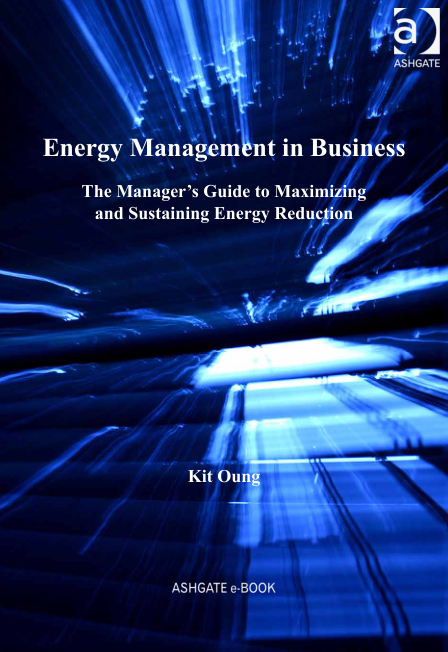 a
ASHGATE
Energy Management in Business
The Manager's Guide to Maximizing
and Sustaining Energy Reduction
Kit Oung
ASHGATE e-BOOK